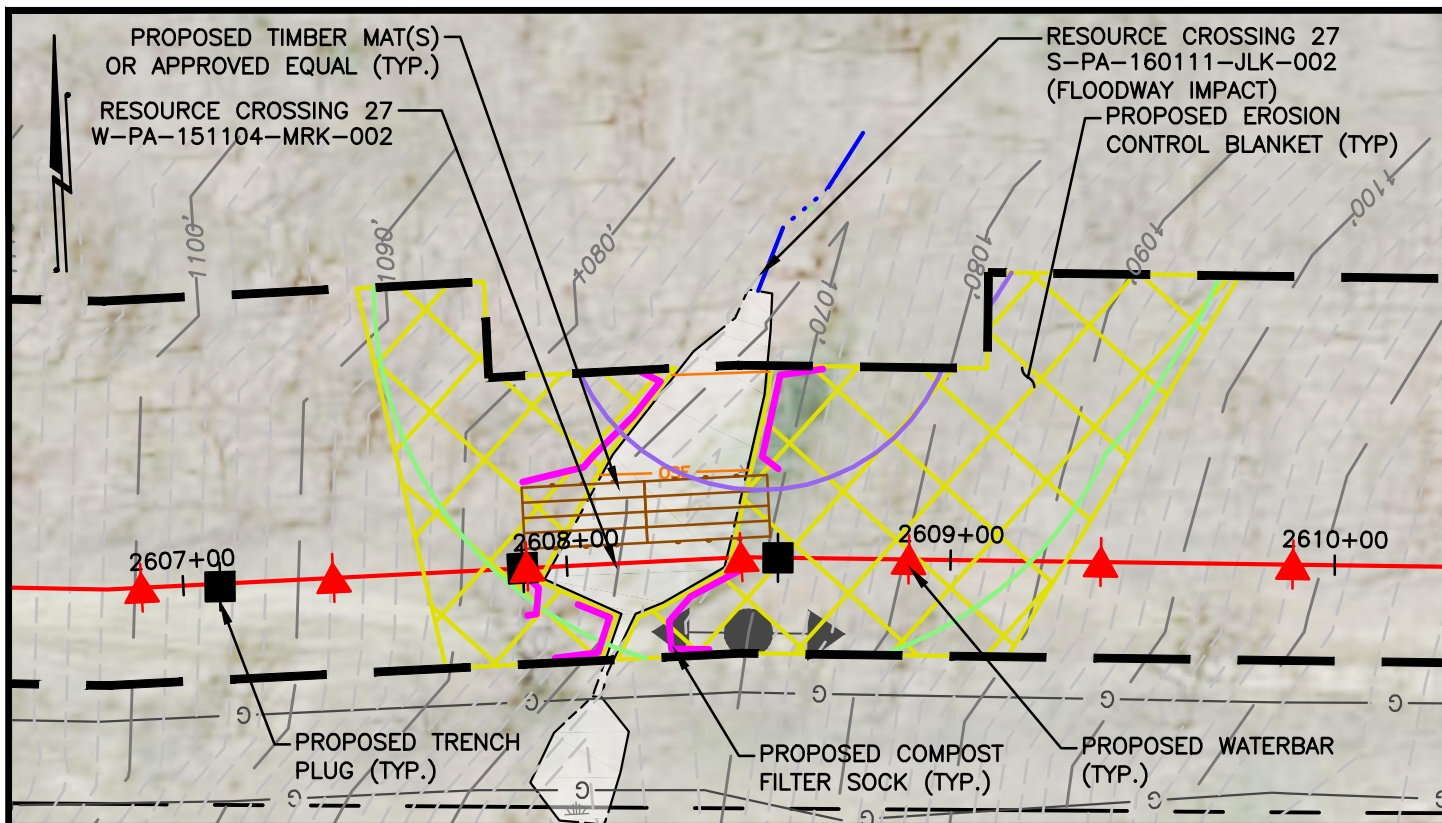 PROPOSED TIMBER MAT(S)
OR APPROVED EQUAL (TYP.)
RESOURCE CROSSING 27
W-PA-151104-MRK-002
RESOURCE CROSSING 27
S-PA-160111-JLK-002
(FLOODWAY IMPACT)
PROPOSED EROSION
CONTROL BLANKET (TYP)
1100'
1090'
1080'
1070'
1080'
1090'
1100'
2607+00
2608+00
2609+00
2610+00
G
G
G
G
G
G
G
G
G
PROPOSED TRENCH
PLUG (TYP.)
PROPOSED COMPOST
FILTER SOCK (TYP.)
PROPOSED WATERBAR
(TYP.)